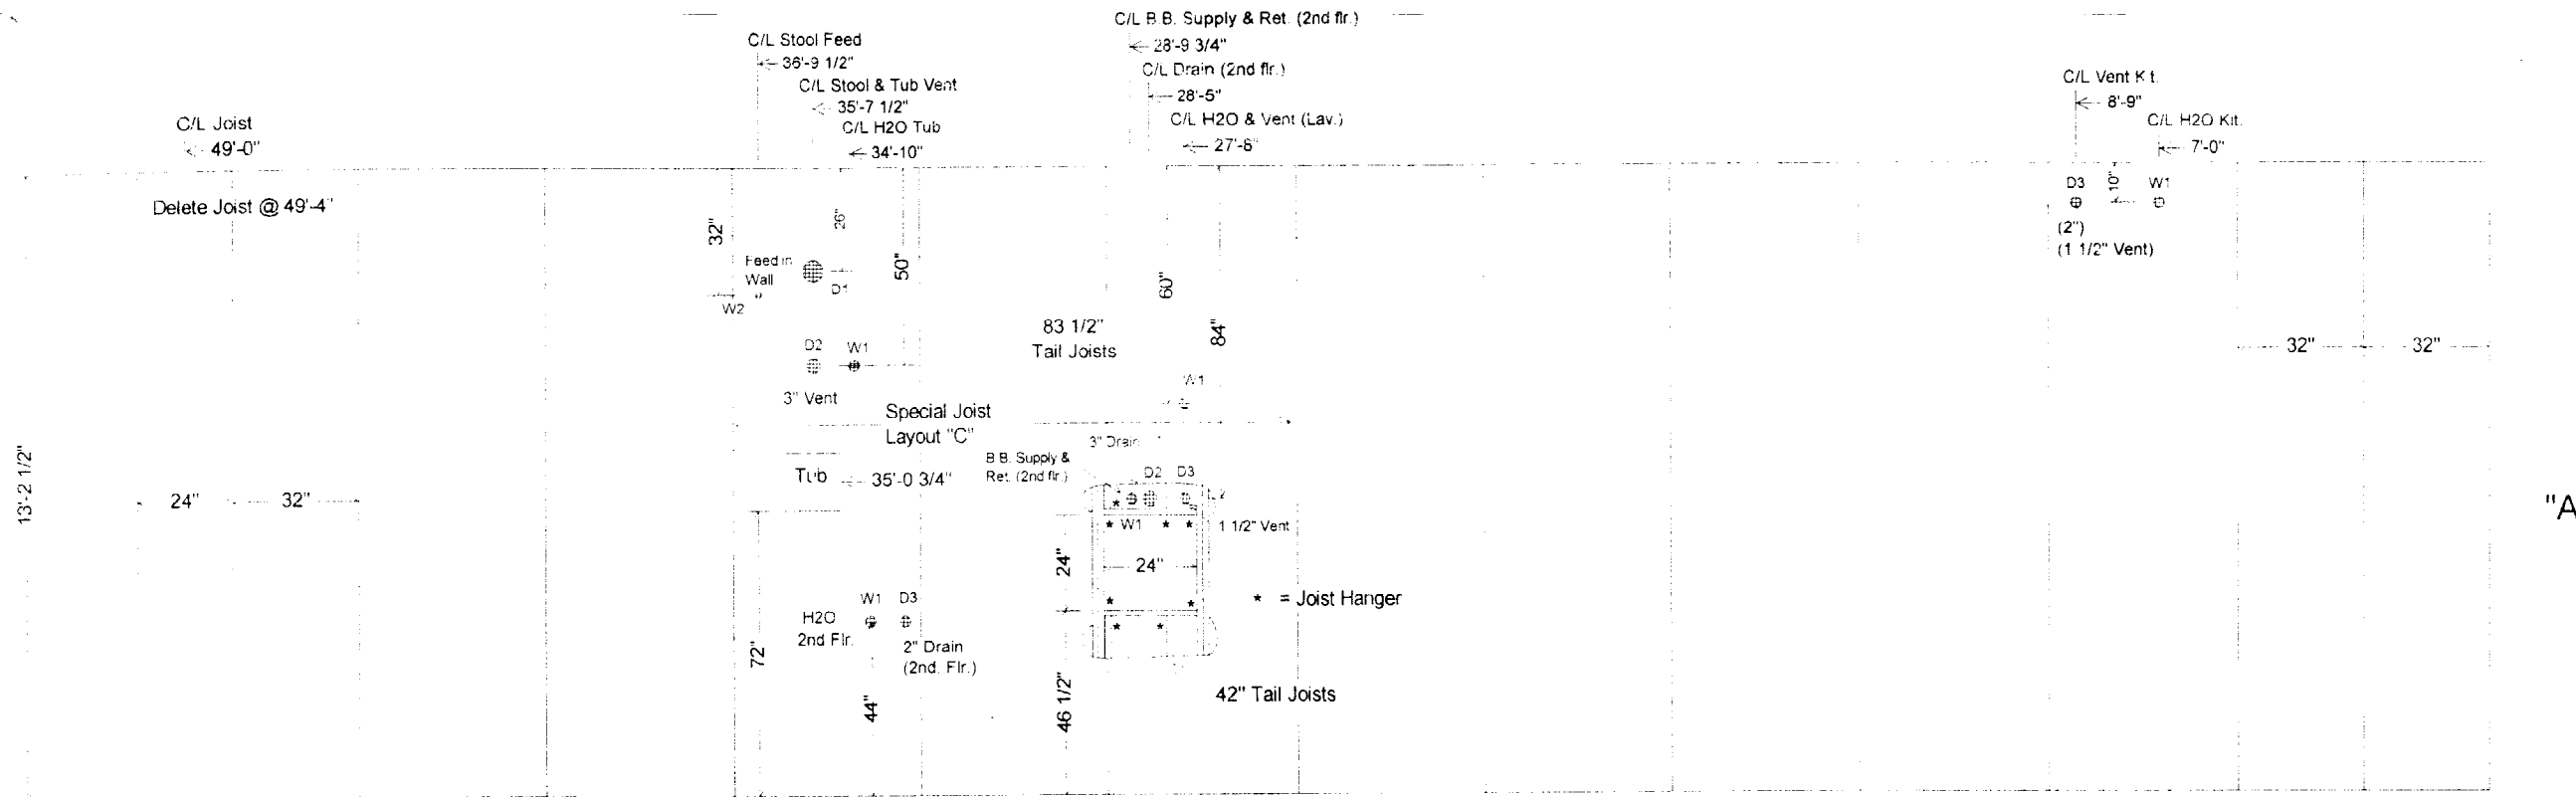 C/L B.B. Supply & Ret. (2nd flr.)
28'-9 3/4"
C/L Stool Feed
36'-9 1/2"
C/L Drain (2nd flr.)
28'-5"
C/L Stool & Tub Vent
35'-7 1/2"
C/L H2O & Vent (Lav.)
27'-8"
C/L H2O Tub
34'-10"
C/L Vent Kit.
8'-9"
C/L H2O Kit.
7'-0"
C/L Joist
49'-0"
Delete Joist @ 49'-4"
D3
10"
W1
(2")
(1 1/2" Vent)
32"
26"
50"
Feed in
Wall
D1
W2
60"
84"
83 1/2"
Tail Joists
D2
W1
3" Vent
W1
32"
32"
Special Joist
Layout "C"
3" Drain
B.B. Supply &
Ret. (2nd flr.)
Tub
35'-0 3/4"
D2
D3
13'-2 1/2"
24"
32"
"A
W1
1 1/2" Vent
24"
24"
* = Joist Hanger
W1
D3
H2O
2nd Flr.
2" Drain
(2nd. Flr.)
72"
44"
46 1/2"
42" Tail Joists